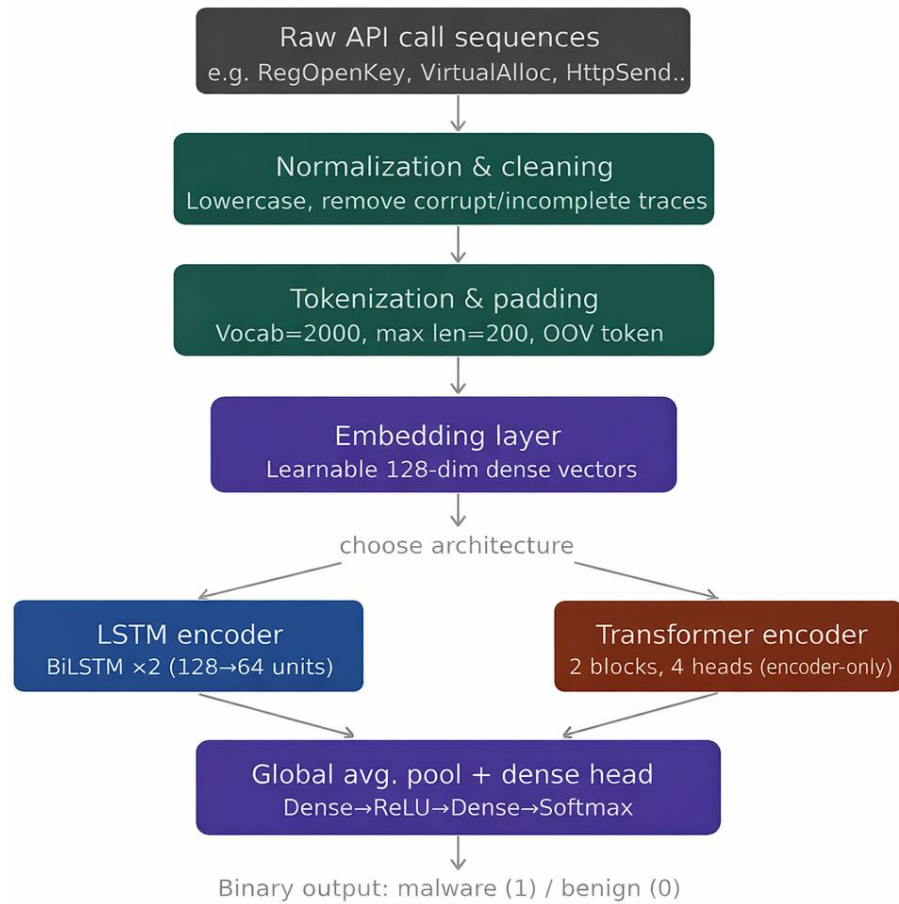 Raw API call sequences
e.g. RegOpenKey, VirtualAlloc, HttpSend..
Normalization & cleaning
Lowercase, remove corrupt/incomplete traces
Tokenization & padding
Vocab=2000, max len=200, OOV token
Embedding layer
Learnable 128-dim dense vectors
choose architecture
LSTM encoder
BiLSTM ×2 (128→64 units)
Transformer encoder
2 blocks, 4 heads (encoder-only)
Global avg. pool + dense head
Dense→ReLU→Dense→Softmax
Binary output: malware (1) / benign (0)